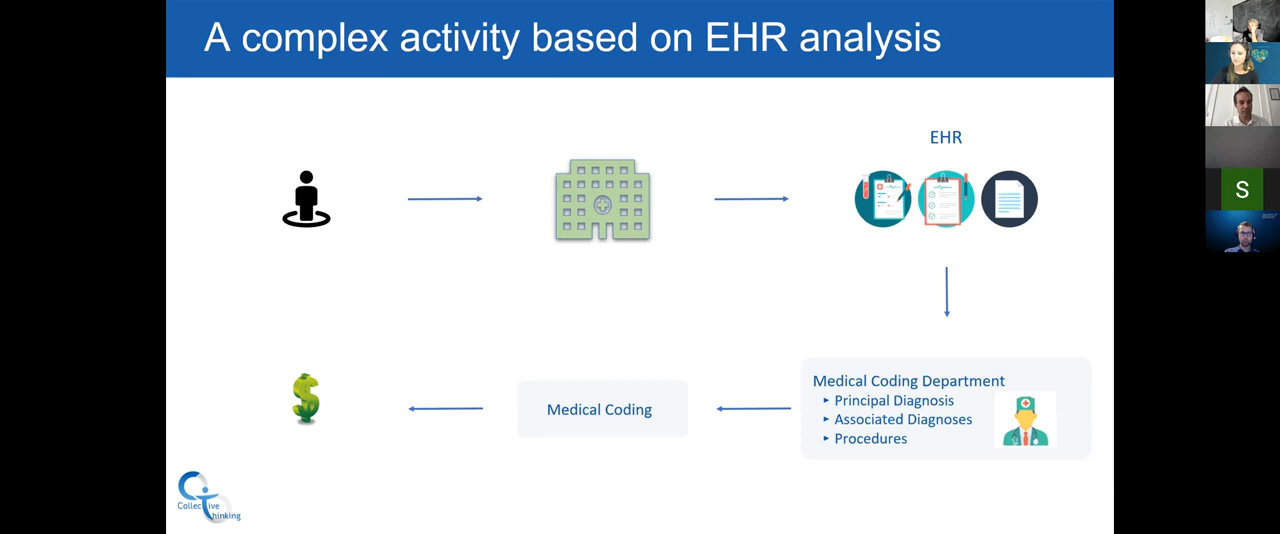 A complex activity based on EHR analysis
EHR
Medical Coding Department
Principal Diagnosis
Associated Diagnoses
Procedures
Medical Coding
Collective
Thinking
S